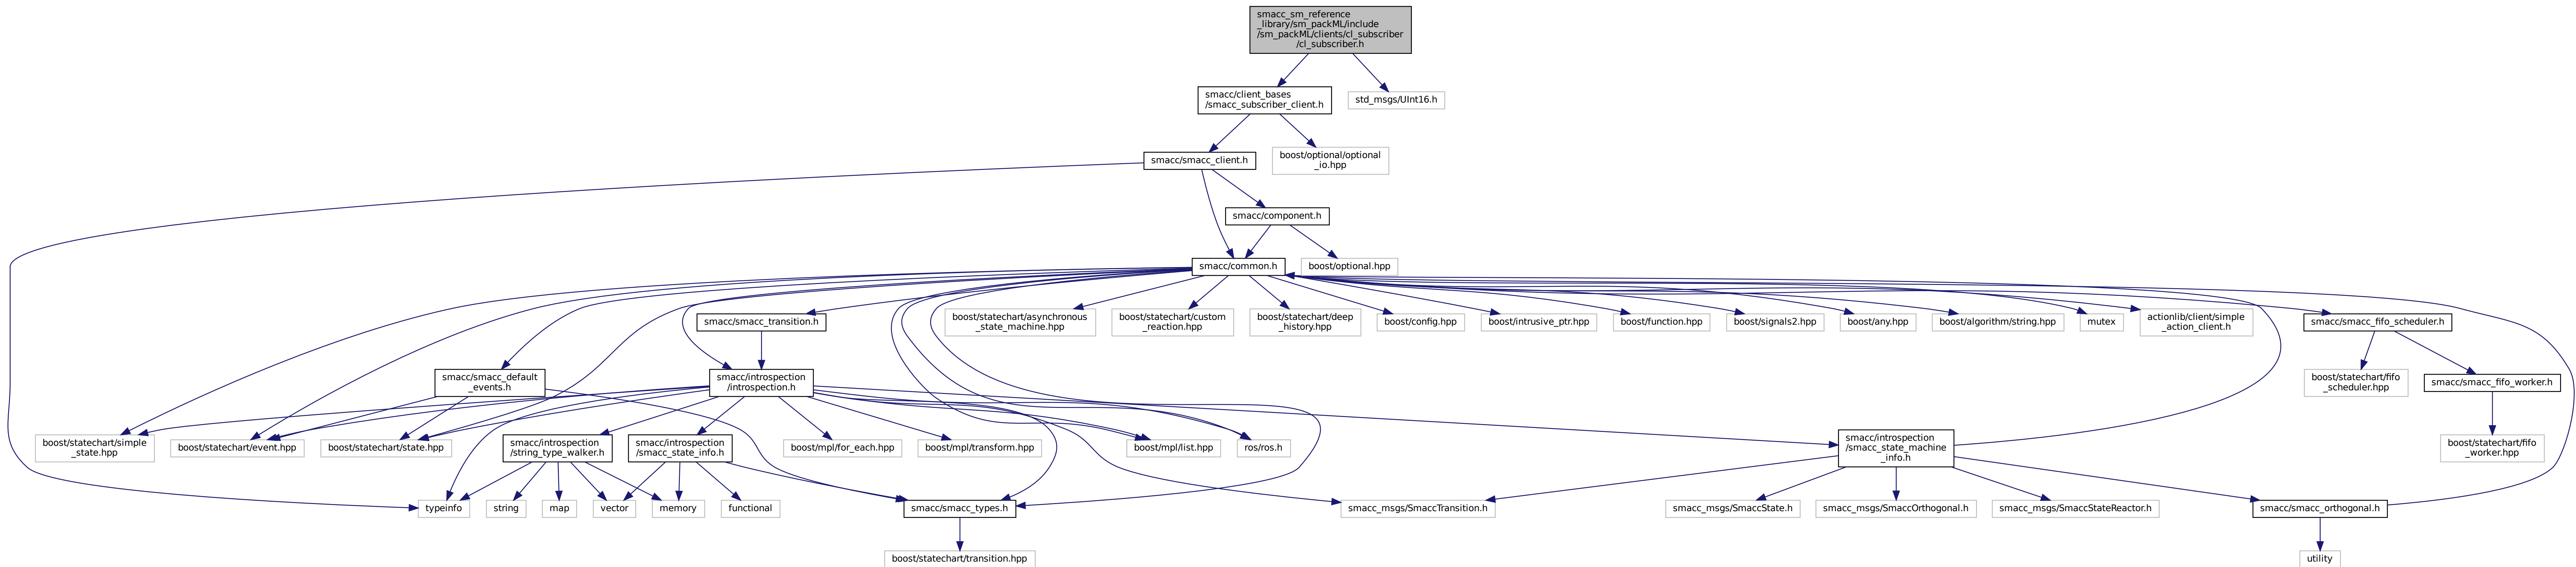 smacc_sm_reference
_library/sm_packML/include
/sm_packML/clients/cl_subscriber
/cl_subscriber.h
smacc/client_bases
/smacc_subscriber_client.h
std_msgs/UInt16.h
smacc/smacc_client.h
boost/optional/optional
_io.hpp
smacc/component.h
smacc/common.h
boost/optional.hpp
smacc/smacc_transition.h
boost/statechart/asynchronous
_state_machine.hpp
boost/statechart/custom
_reaction.hpp
boost/statechart/deep
_history.hpp
boost/config.hpp
boost/intrusive_ptr.hpp
boost/function.hpp
boost/signals2.hpp
boost/any.hpp
boost/algorithm/string.hpp
mutex
actionlib/client/simple
_action_client.h
smacc/smacc_fifo_scheduler.h
smacc/smacc_default
_events.h
smacc/introspection
/introspection.h
boost/statechart/fifo
_scheduler.hpp
smacc/smacc_fifo_worker.h
boost/statechart/simple
_state.hpp
boost/statechart/event.hpp
boost/statechart/state.hpp
smacc/introspection
/string_type_walker.h
smacc/introspection
/smacc_state_info.h
boost/mpl/for_each.hpp
boost/mpl/transform.hpp
boost/mpl/list.hpp
ros/ros.h
smacc/introspection
/smacc_state_machine
_info.h
boost/statechart/fifo
_worker.hpp
typeinfo
string
map
vector
memory
functional
smacc/smacc_types.h
smacc_msgs/SmaccTransition.h
smacc_msgs/SmaccState.h
smacc_msgs/SmaccOrthogonal.h
smacc_msgs/SmaccStateReactor.h
smacc/smacc_orthogonal.h
boost/statechart/transition.hpp
utility